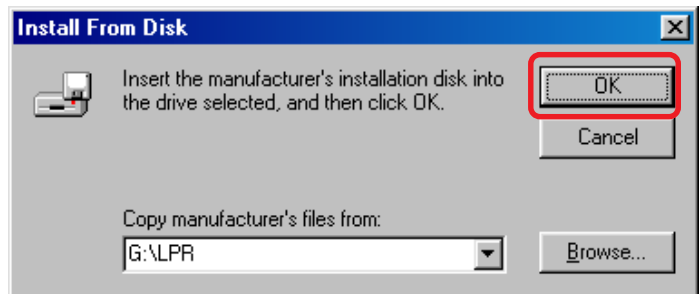 Install From Disk
Insert the manufacturer's installation disk into
the drive selected, and then click OK.
OK
Cancel
Copy manufacturer's files from:
G:\LPR
Browse...